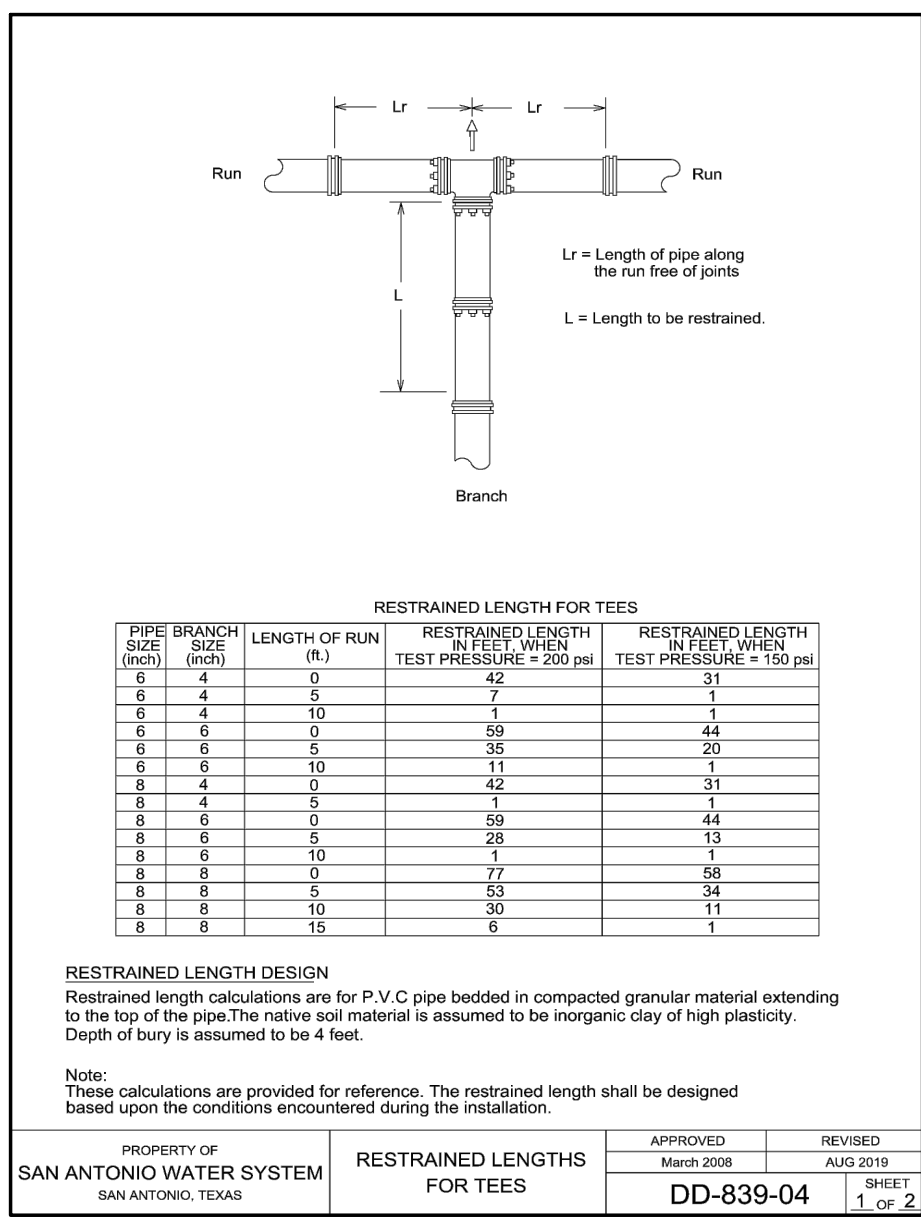 Lr Lr
Run Run
L
Lr = Length of pipe along
the run free of joints
L = Length to be restrained.
Branch
RESTRAINED LENGTH FOR TEES
PIPE SIZE (inch) BRANCH SIZE (inch) LENGTH OF RUN (ft.) RESTRAINED LENGTH IN FEET, WHEN TEST PRESSURE = 200 psi RESTRAINED LENGTH IN FEET, WHEN TEST PRESSURE = 150 psi
6 4 0 42 31
6 4 5 7 1
6 4 10 1 1
6 6 0 59 44
6 6 5 35 20
6 6 10 11 1
8 4 0 42 31
8 4 5 1 1
8 6 0 59 44
8 6 5 28 13
8 6 10 1 1
8 8 0 77 58
8 8 5 53 34
8 8 10 30 11
8 8 15 6 1
RESTRAINED LENGTH DESIGN
Restrained length calculations are for P.V.C pipe bedded in compacted granular material extending
to the top of the pipe.The native soil material is assumed to be inorganic clay of high plasticity.
Depth of bury is assumed to be 4 feet.
Note:
These calculations are provided for reference. The restrained length shall be designed
based upon the conditions encountered during the installation.
PROPERTY OF
SAN ANTONIO WATER SYSTEM
SAN ANTONIO, TEXAS
RESTRAINED LENGTHS
FOR TEES
APPROVED REVISED
March 2008 AUG 2019
DD-839-04
SHEET
1 OF 2